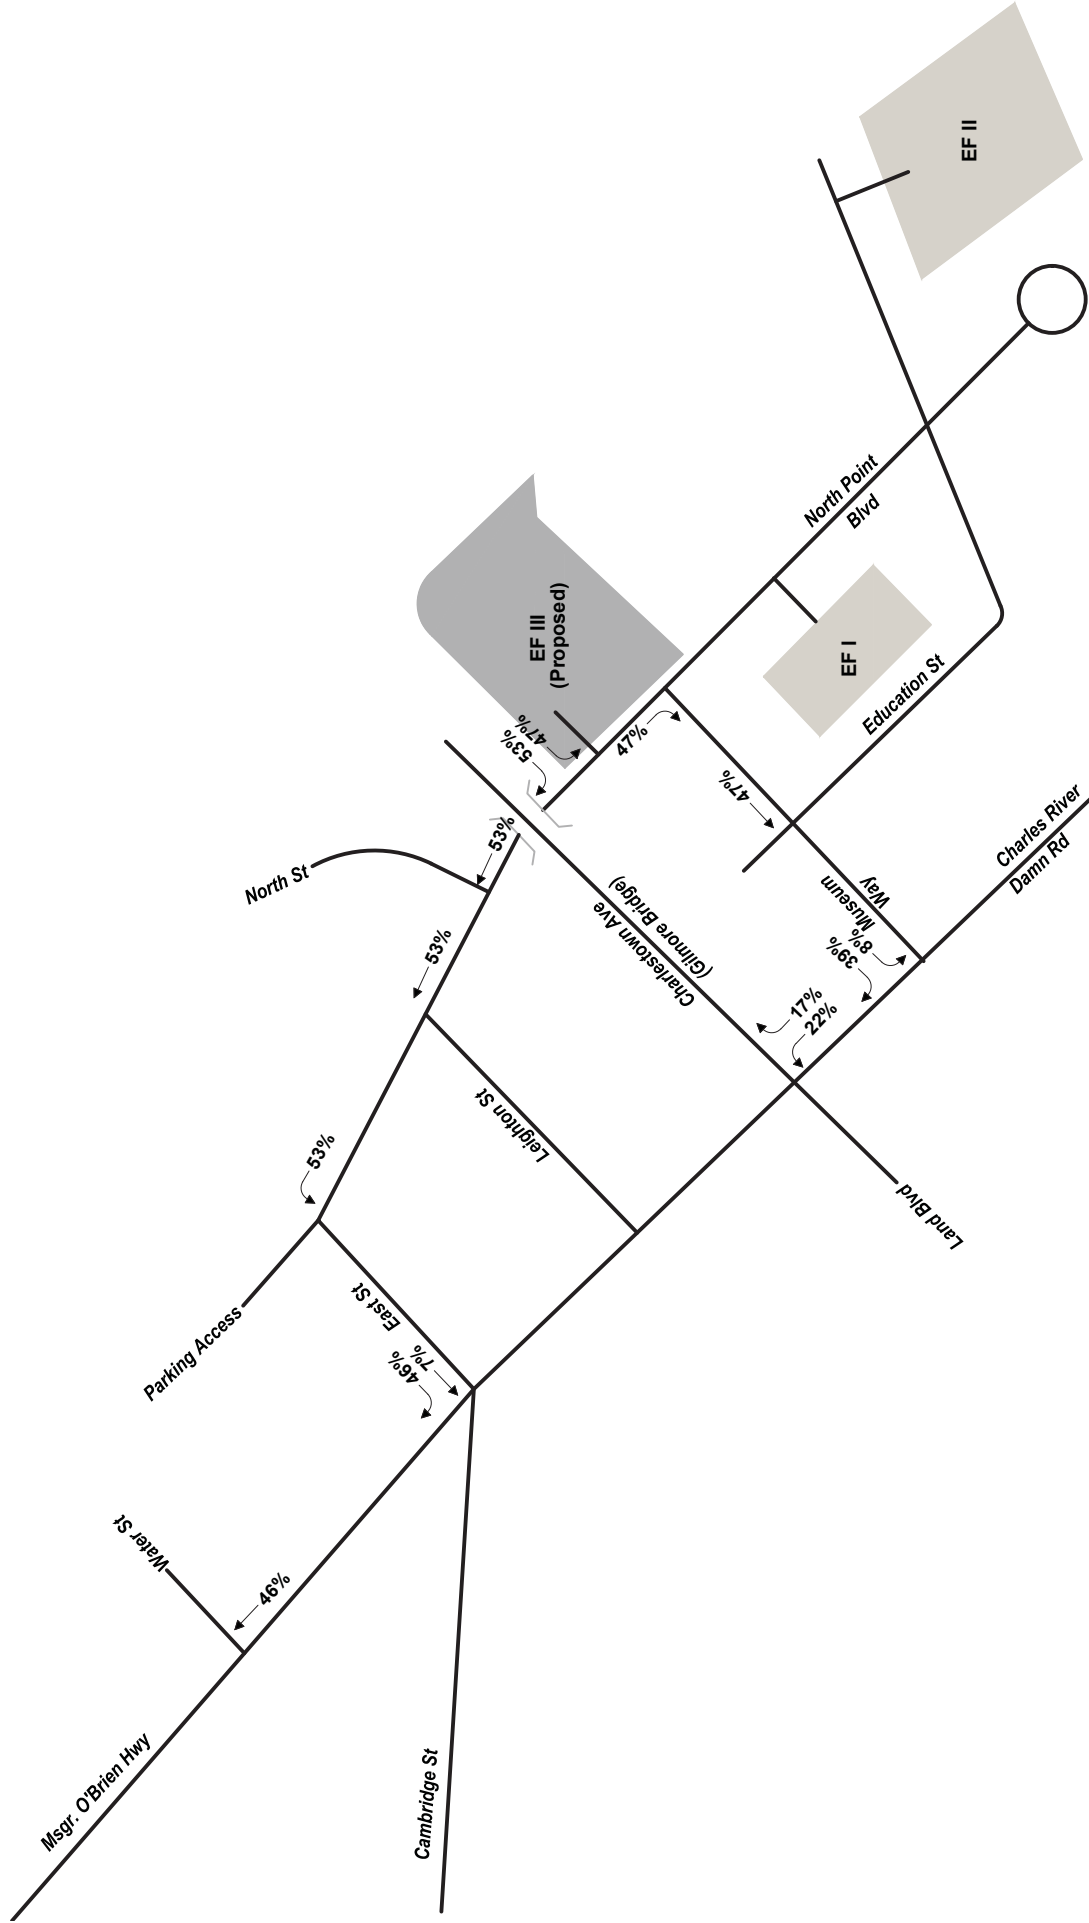 EF II
North Point
Blvd
EF III
(Proposed)
EF I
Education St
47%
53%
47%
47%
53%
North St
Charles River
Damn Rd
Museum
Way
8%
39%
Charlestown Ave
(Gilmore Bridge)
53%
17%
22%
Leighton St
53%
Land Blvd
East St
Parking Access
7%
46%
Water St
46%
Msgr. O'Brien Hwy
Cambridge St